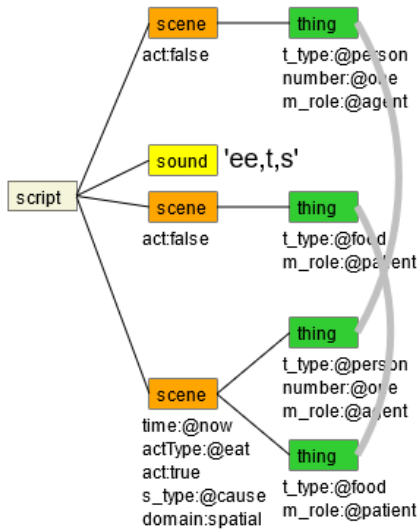 scene
thing
act:false
t_type:@person
number:@one
m_role:@agent
sound
'ee,t,s'
script
scene
thing
act:false
t_type:@food
m_role:@patient
thing
t_type:@person
number:@one
m_role:@agent
scene
time:@now
actType:@eat
act:true
s_type:@cause
domain:spatial
thing
t_type:@food
m_role:@patient